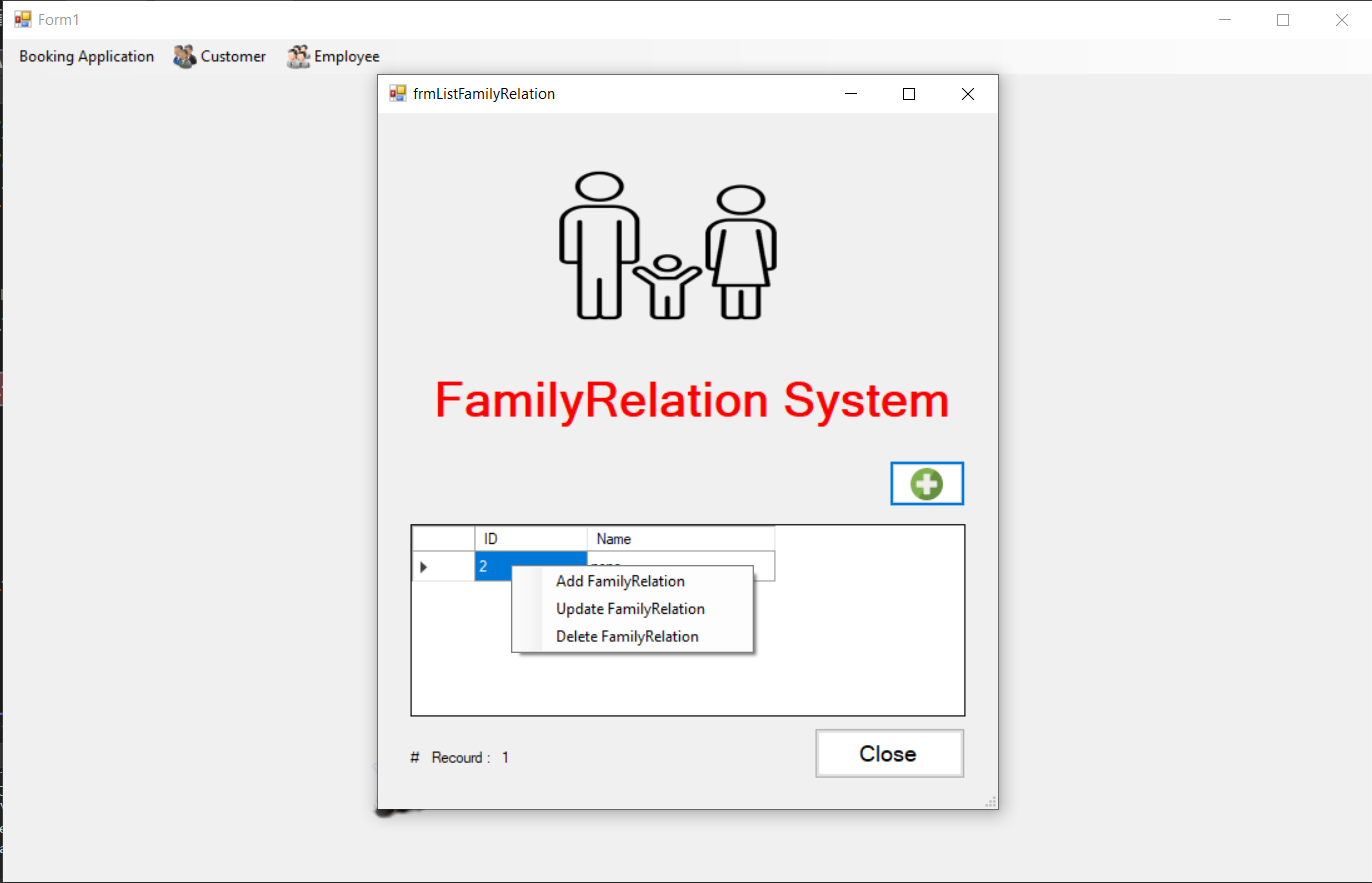 Form1
Booking Application Customer Employee
frmListFamilyRelation
FamilyRelation System
ID Name
2
Add FamilyRelation
Update FamilyRelation
Delete FamilyRelation
# Recourd : 1
Close